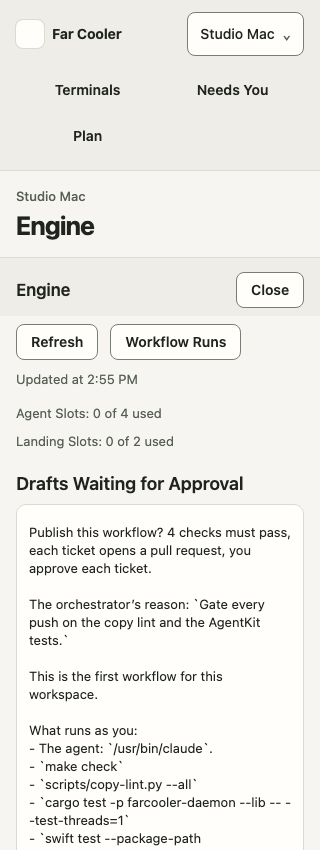 Far Cooler
Studio Mac
Terminals
Needs You
Plan
Studio Mac
Engine
Engine
Close
Refresh
Workflow Runs
Updated at 2:55 PM
Agent Slots: 0 of 4 used
Landing Slots: 0 of 2 used
Drafts Waiting for Approval
Publish this workflow? 4 checks must pass,
each ticket opens a pull request, you
approve each ticket.
The orchestrator’s reason: `Gate every
push on the copy lint and the AgentKit
tests.`
This is the first workflow for this
workspace.
What runs as you:
- The agent: `/usr/bin/claude`.
- `make check`
- `scripts/copy-lint.py --all`
- `cargo test -p farcooler-daemon --lib -- -
-test-threads=1`
- `swift test --package-path